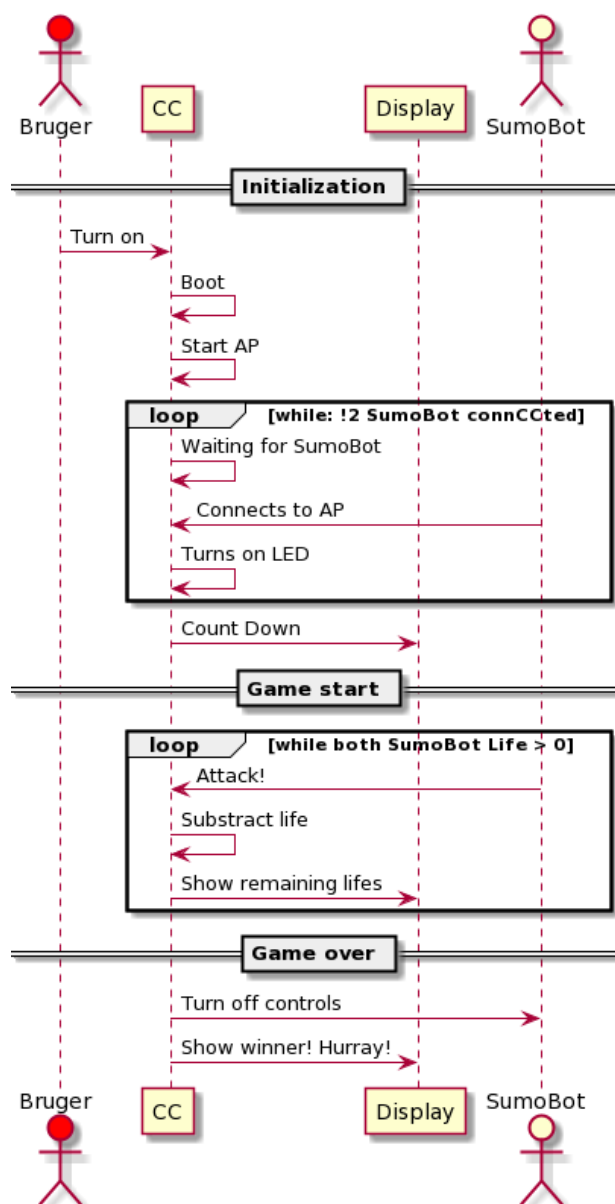 Bruger
CC
Display
SumoBot
Initialization
Turn on
Boot
Start AP
loop [while: !2 SumoBot connCCted]
Waiting for SumoBot
Connects to AP
Turns on LED
Count Down
Game start
loop [while both SumoBot Life > 0]
Attack!
Substract life
Show remaining lifes
Game over
Turn off controls
Show winner! Hurray!
Bruger
CC
Display
SumoBot